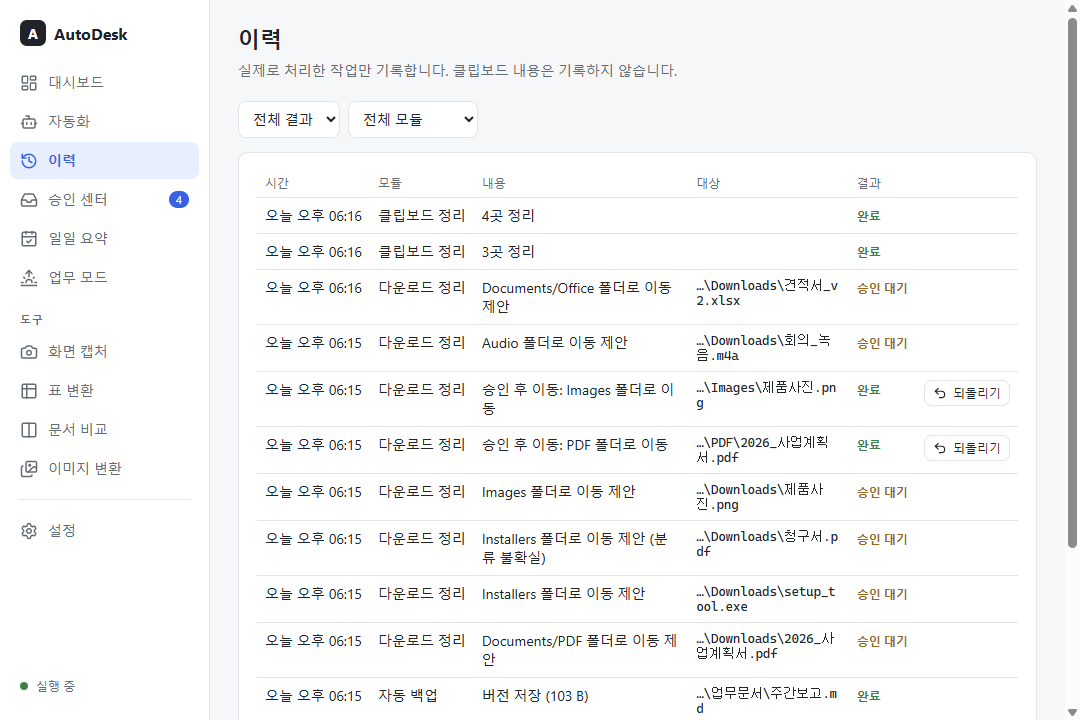 A AutoDesk
대시보드
자동화
이력
승인 센터 4
일일 요약
업무 모드
도구
화면 캡처
표 변환
문서 비교
이미지 변환
설정
실행 중
이력
실제로 처리한 작업만 기록합니다. 클립보드 내용은 기록하지 않습니다.
전체 결과 전체 모듈
시간 모듈 내용 대상 결과
오늘 오후 06:16 클립보드 정리 4곳 정리 완료
오늘 오후 06:16 클립보드 정리 3곳 정리 완료
오늘 오후 06:16 다운로드 정리 Documents/Office 폴더로 이동 …\Downloads\견적서_v 승인 대기
제안 2.xlsx
오늘 오후 06:15 다운로드 정리 Audio 폴더로 이동 제안 …\Downloads\회의_녹 승인 대기
음.m4a
오늘 오후 06:15 다운로드 정리 승인 후 이동: Images 폴더로 이 …\Images\제품사진.pn 완료 되돌리기
동 g
오늘 오후 06:15 다운로드 정리 승인 후 이동: PDF 폴더로 이동 …\PDF\2026_사업계획 완료 되돌리기
서.pdf
오늘 오후 06:15 다운로드 정리 Images 폴더로 이동 제안 …\Downloads\제품사 승인 대기
진.png
오늘 오후 06:15 다운로드 정리 Installers 폴더로 이동 제안 (분 …\Downloads\청구서.p 승인 대기
류 불확실) df
오늘 오후 06:15 다운로드 정리 Installers 폴더로 이동 제안 …\Downloads\setup_t 승인 대기
ool.exe
오늘 오후 06:15 다운로드 정리 Documents/PDF 폴더로 이동 제 …\Downloads\2026_사 승인 대기
안 업계획서.pdf
오늘 오후 06:15 자동 백업 버전 저장 (103 B) …\업무문서\주간보고.m 완료
d